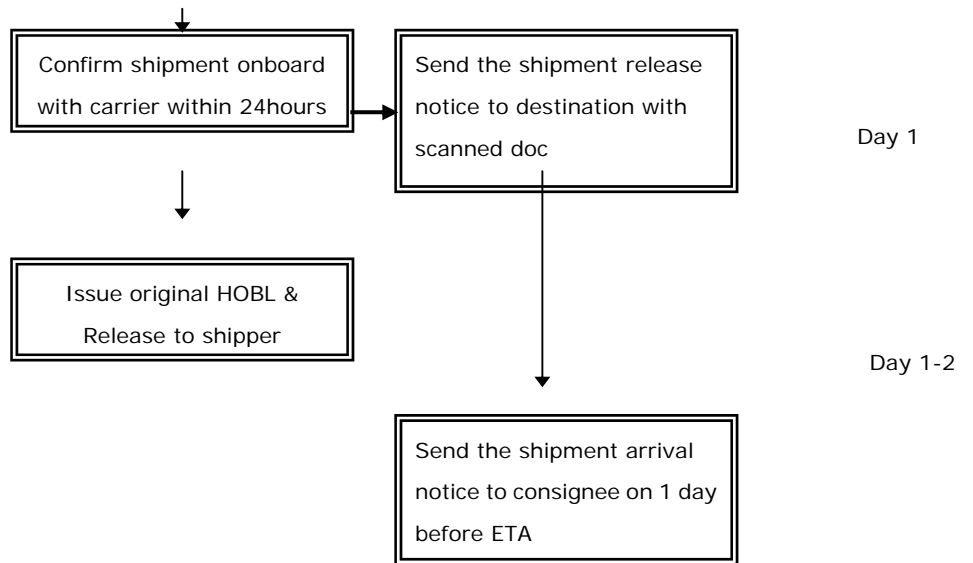 Confirm shipment onboard
with carrier within 24hours
Send the shipment release
notice to destination with
scanned doc
Day 1
Issue original HOBL &
Release to shipper
Day 1-2
Send the shipment arrival
notice to consignee on 1 day
before ETA